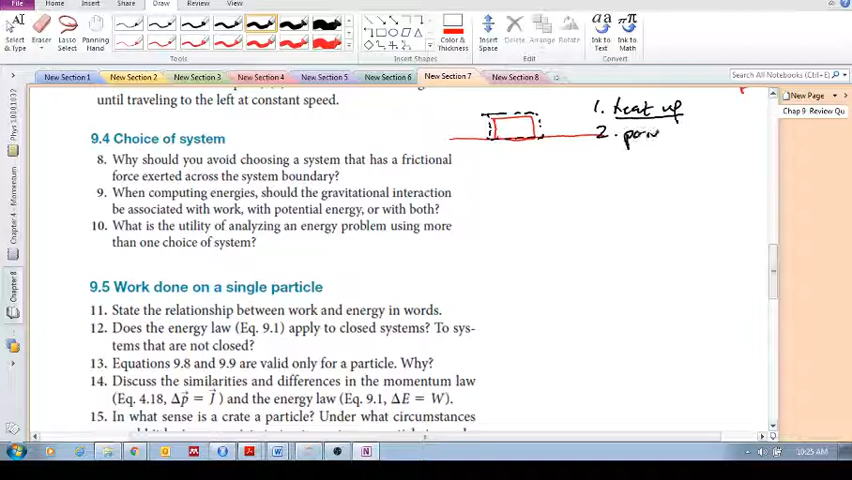 File Home Insert Draw Review View
Select & Type
Eraser
Lasso Select
Panning Hand
Color & Thickness
Insert Space
Delete
Arrange
Rotate
Ink to Text
Ink to Math
Tools
Insert Shapes
Edit
Convert
New Section 1 New Section 2 New Section 3 New Section 4 New Section 5 New Section 6 New Section 7 New Section 8
Search All Notebooks (Ctrl+E)
New Page
Chap 9 Review Qu
Chapter 4 - Momentum
Chapter 8
until traveling to the left at constant speed.
1. heat up
2. pow
9.4 Choice of system
8. Why should you avoid choosing a system that has a frictional
force exerted across the system boundary?
9. When computing energies, should the gravitational interaction
be associated with work, with potential energy, or with both?
10. What is the utility of analyzing an energy problem using more
than one choice of system?
9.5 Work done on a single particle
11. State the relationship between work and energy in words.
12. Does the energy law (Eq. 9.1) apply to closed systems? To sys-
tems that are not closed?
13. Equations 9.8 and 9.9 are valid only for a particle. Why?
14. Discuss the similarities and differences in the momentum law
(Eq. 4.18, Δp⃗ = J⃗ ) and the energy law (Eq. 9.1, ΔE = W).
15. In what sense is a crate a particle? Under what circumstances
10:25 AM